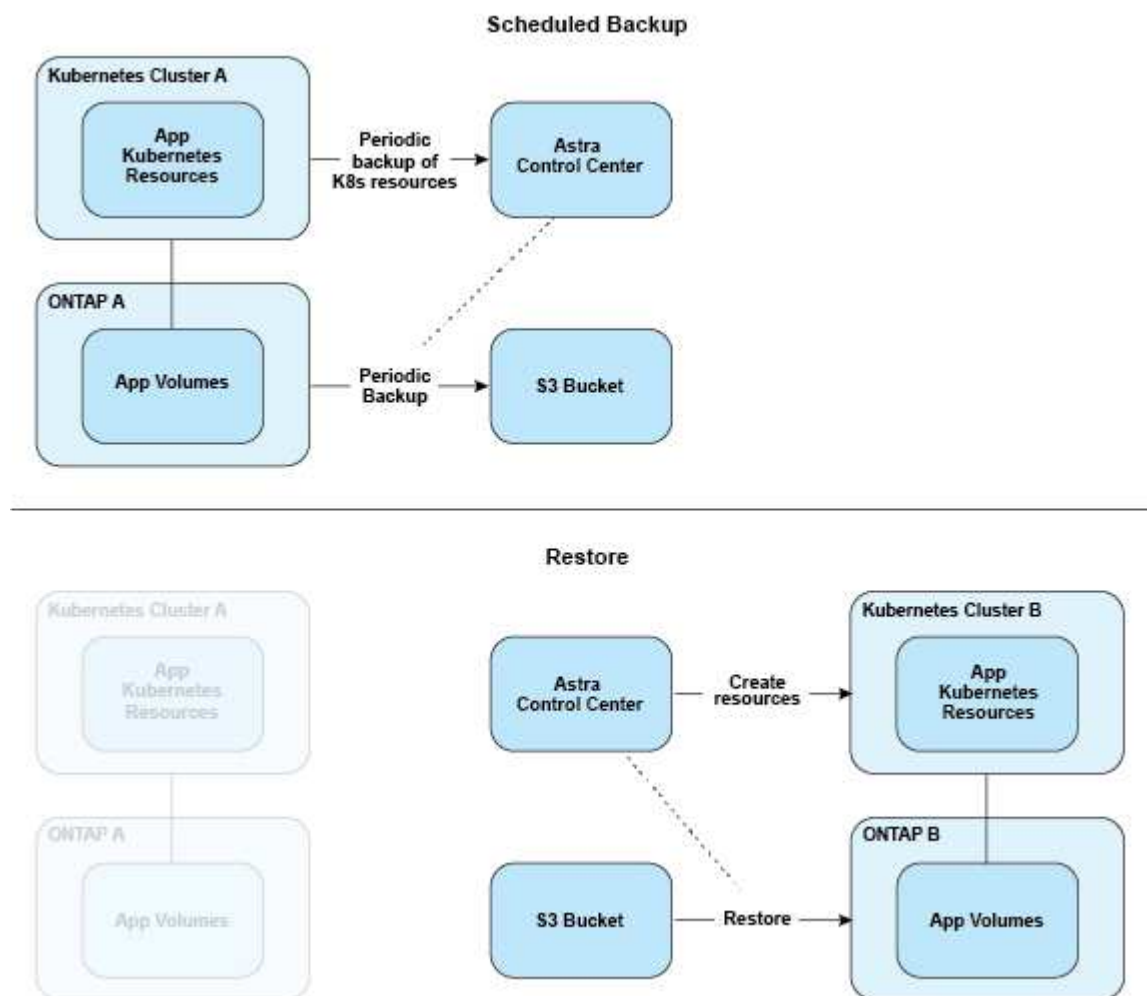 Scheduled Backup
Kubernetes Cluster A
App
Kubernetes
Resources
Periodic
backup of
K8s resources
Astra
Control Center
ONTAP A
App Volumes
Periodic
Backup
S3 Bucket
Restore
Kubernetes Cluster A
App
Kubernetes
Resources
Astra
Control Center
Create
resources
Kubernetes Cluster B
App
Kubernetes
Resources
ONTAP A
App Volumes
S3 Bucket
Restore
ONTAP B
App Volumes